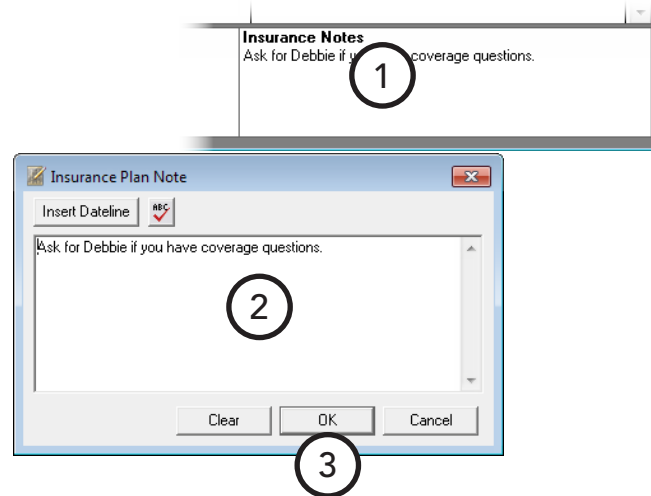 Insurance Notes
Ask for Debbie if y coverage questions.
1
Insurance Plan Note
Insert Dateline ABC
Ask for Debbie if you have coverage questions.
2
Clear OK Cancel
3